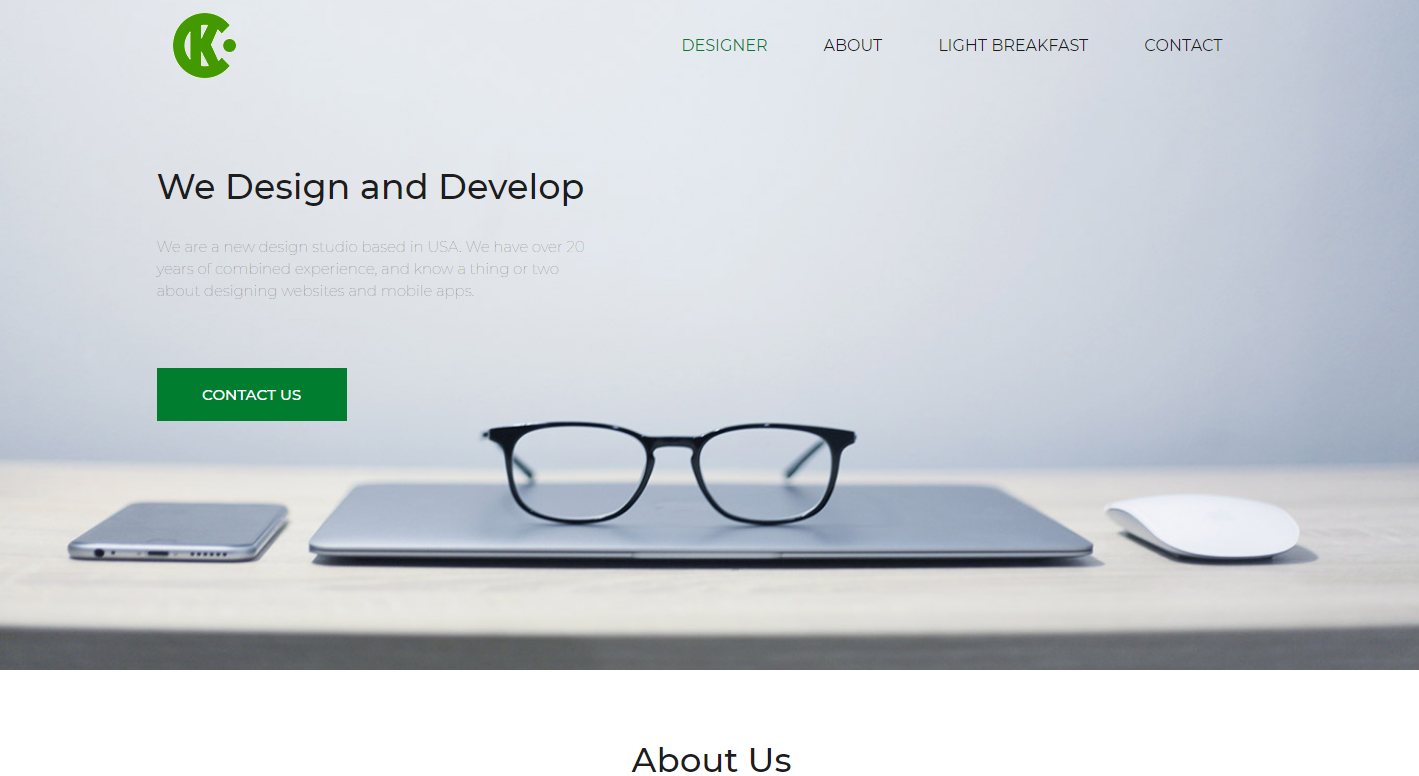 CK
DESIGNER ABOUT LIGHT BREAKFAST CONTACT
We Design and Develop
We are a new design studio based in USA. We have over 20
years of combined experience, and know a thing or two
about designing websites and mobile apps.
CONTACT US
About Us